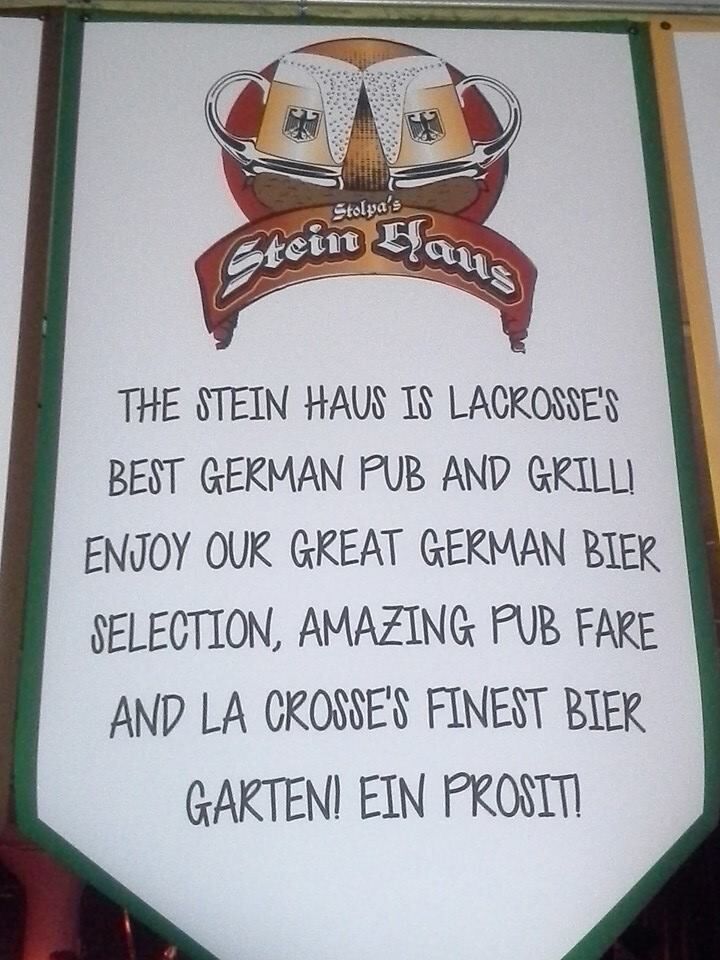 Stolpa's
Stein Haus
THE STEIN HAUS IS LACROSSE'S
BEST GERMAN PUB AND GRILL!
ENJOY OUR GREAT GERMAN BIER
SELECTION, AMAZING PUB FARE
AND LA CROSSE'S FINEST BIER
GARTEN! EIN PROSIT!